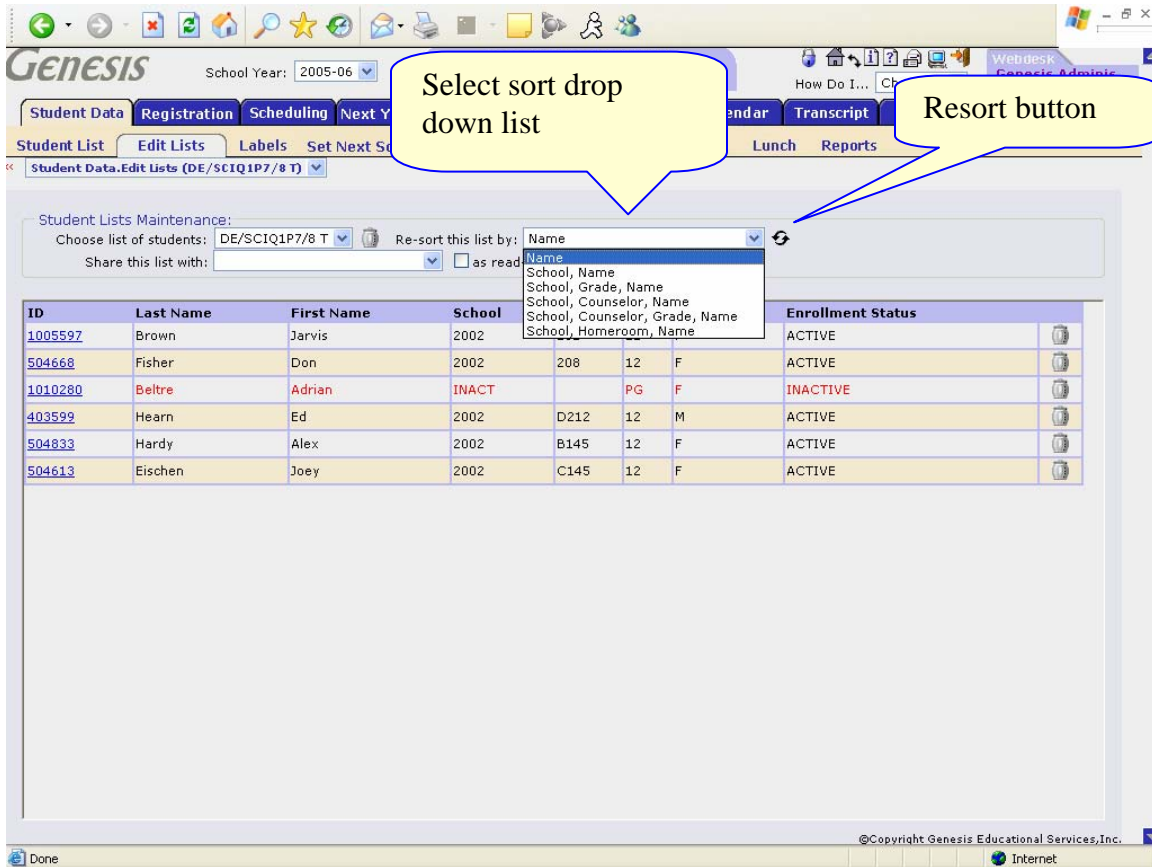 GENESIS
School Year: 2005-06
How Do I...
Webdesk
Genesis Adminis
Select sort drop
down list
Resort button
Student Data Registration Scheduling Next Y endar Transcript
Student List Edit Lists Labels Set Next Sc Lunch Reports
« Student Data.Edit Lists (DE/SCIQ1P7/8 T)
Student Lists Maintenance:
Choose list of students: DE/SCIQ1P7/8 T Re-sort this list by: Name
Share this list with: as read-
Name
School, Name
School, Grade, Name
School, Counselor, Name
School, Counselor, Grade, Name
School, Homeroom, Name
ID Last Name First Name School Enrollment Status
1005597 Brown Jarvis 2002 ACTIVE
504668 Fisher Don 2002 208 12 F ACTIVE
1010280 Beltre Adrian INACT PG F INACTIVE
403599 Hearn Ed 2002 D212 12 M ACTIVE
504833 Hardy Alex 2002 B145 12 F ACTIVE
504613 Eischen Joey 2002 C145 12 F ACTIVE
©Copyright Genesis Educational Services,Inc.
Done Internet